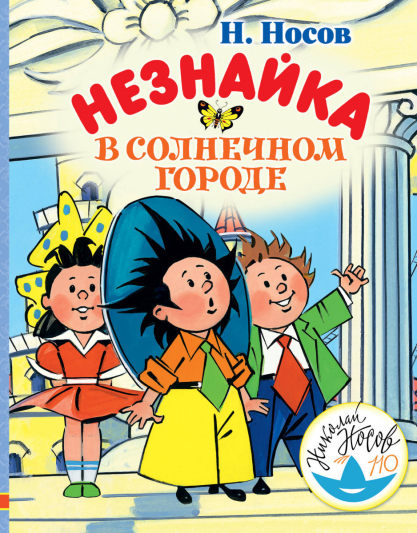 Н. Носов
НЕЗНАЙКА
В СОЛНЕЧНОМ
ГОРОДЕ
Николай Носов
110